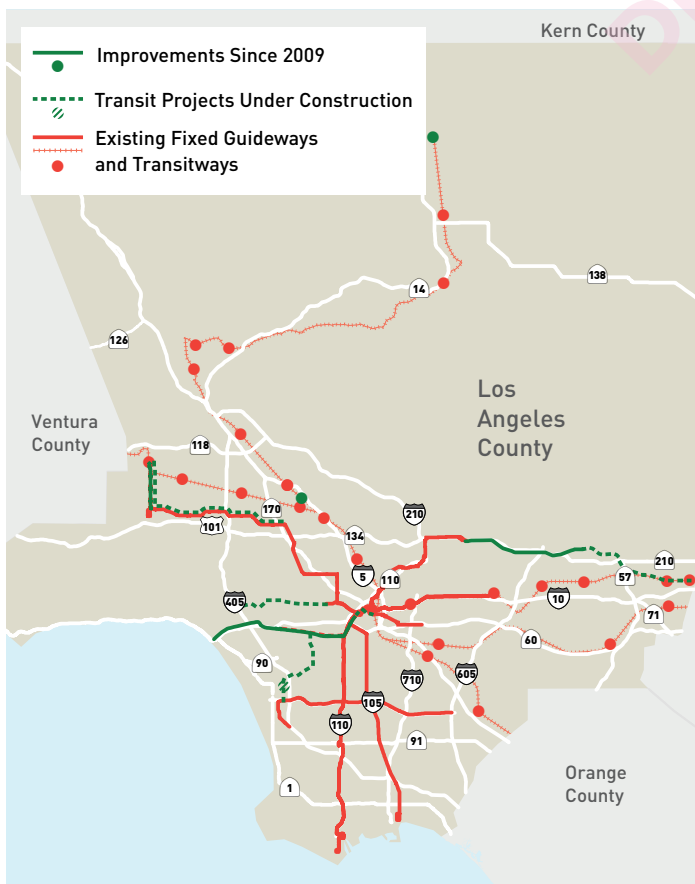 Kern County
Improvements Since 2009
Transit Projects Under Construction
Existing Fixed Guideways
and Transitways
138
14
126
Los
Angeles
County
Ventura
County
118
170
101
210
134
5
110
210
57
10
405
71
60
90
710
605
105
110
91
1
Orange
County